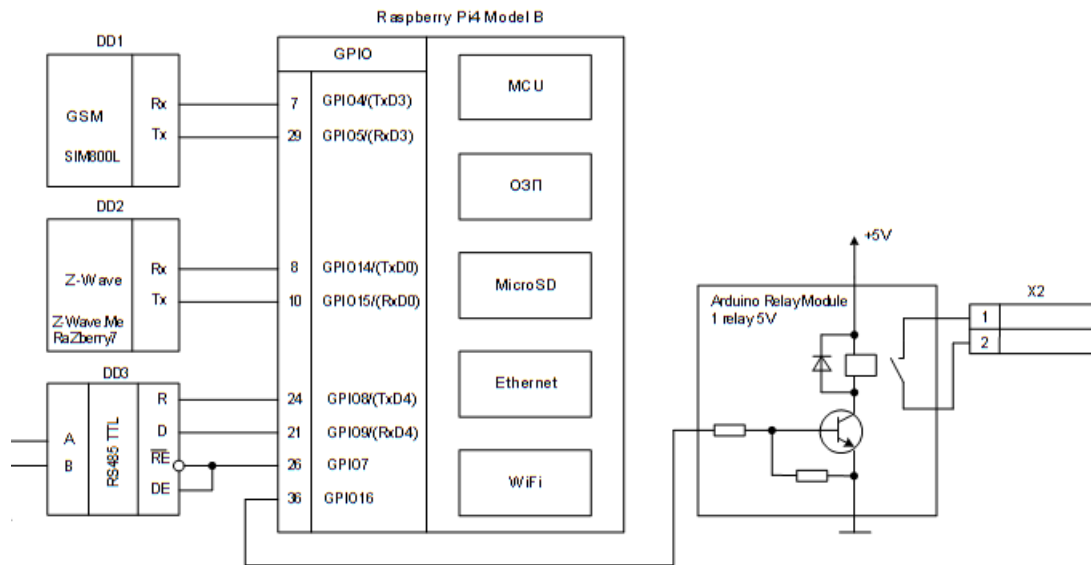 Raspberry Pi4 Model B
DD1
GSM
SIM800L
Rx
Tx
GPIO
7 GPIO4/(TxD3)
29 GPIO5/(RxD3)
MCU
ОЗП
DD2
Z-Wave
Z-Wave.Me
RaZberry7
Rx
Tx
8 GPIO14/(TxD0)
10 GPIO15/(RxD0)
MicroSD
DD3
A
B
RS485 TTL
R
D
RE
DE
24 GPIO8/(TxD4)
21 GPIO9/(RxD4)
26 GPIO7
36 GPIO16
Ethernet
WiFi
+5V
Arduino Relay Module
1 relay 5V
X2
1
2